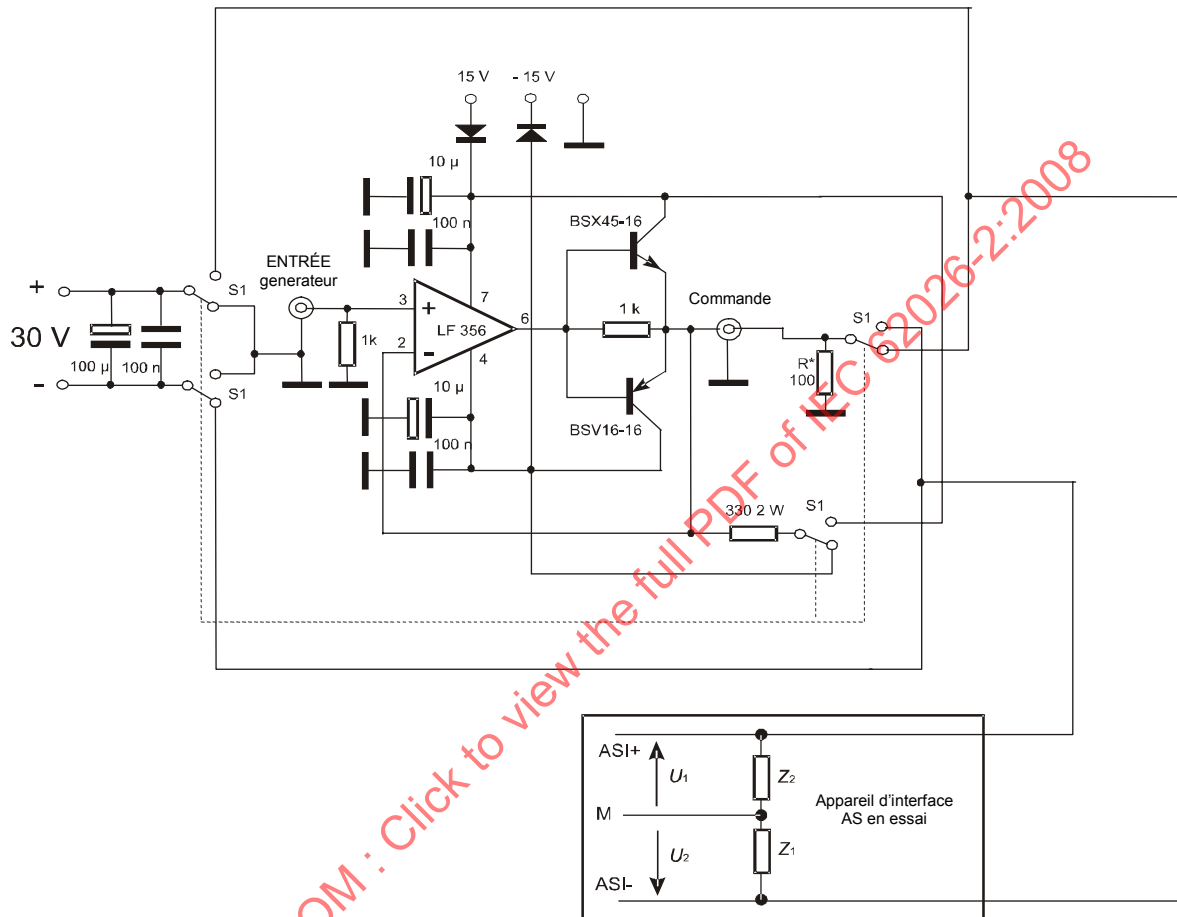 15 V
- 15 V
10 µ
100 n
BSX45-16
ENTRÉE
generateur
S1
+
30 V
-
100 µ
100 n
S1
1k
3
+
7
LF 356
6
2
-
4
1 k
Commande
S1
R*
100
10 µ
100 n
BSV16-16
330 2 W
S1
ASI+
U1
Z2
M
Appareil d'interface
AS en essai
U2
Z1
ASI-
OM : Click to view the full PDF of IEC 62026-2:2008